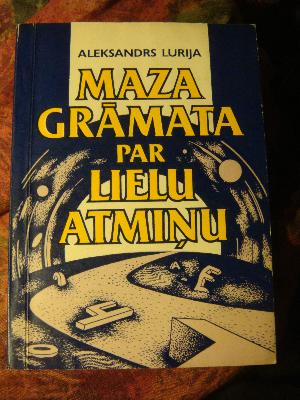 ALEKSANDRS LURIJA
MAZA
GRĀMATA
PAR
LIELU
ATMIŅU